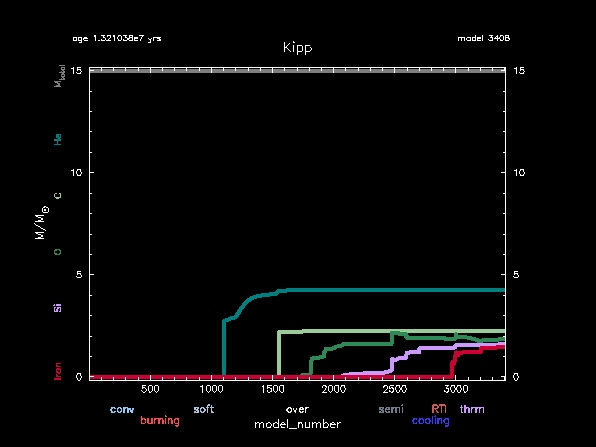 age 1.321038e7 yrs
model 3408
Kipp
15
15
M_total
He
10
10
C
M/M☉
O
5
5
Si
Iron
0
0
500 1000 1500 2000 2500 3000
conv soft over semi RTI thrm
burning cooling
model_number